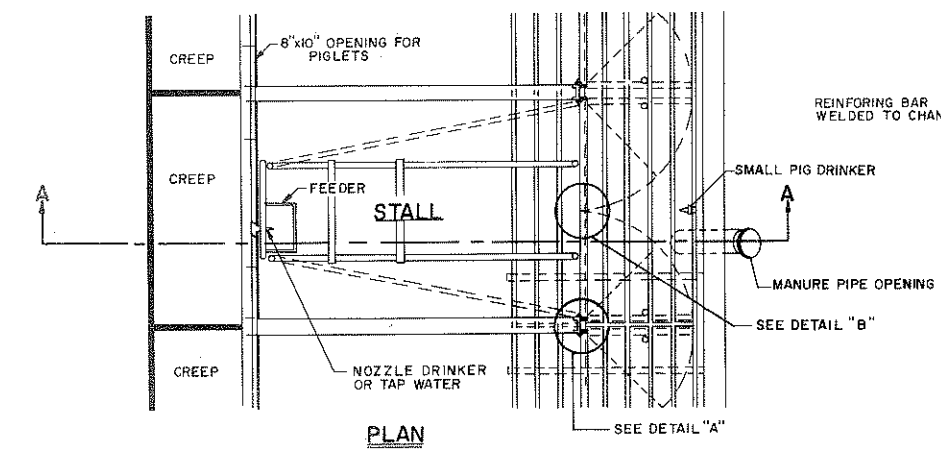 8"x10" OPENING FOR
PIGLETS
CREEP
REINFORING BAR
WELDED TO CHAN
SMALL PIG DRINKER
CREEP
FEEDER
A
A
STALL
MANURE PIPE OPENING
SEE DETAIL "B"
CREEP
NOZZLE DRINKER
OR TAP WATER
SEE DETAIL "A"
PLAN